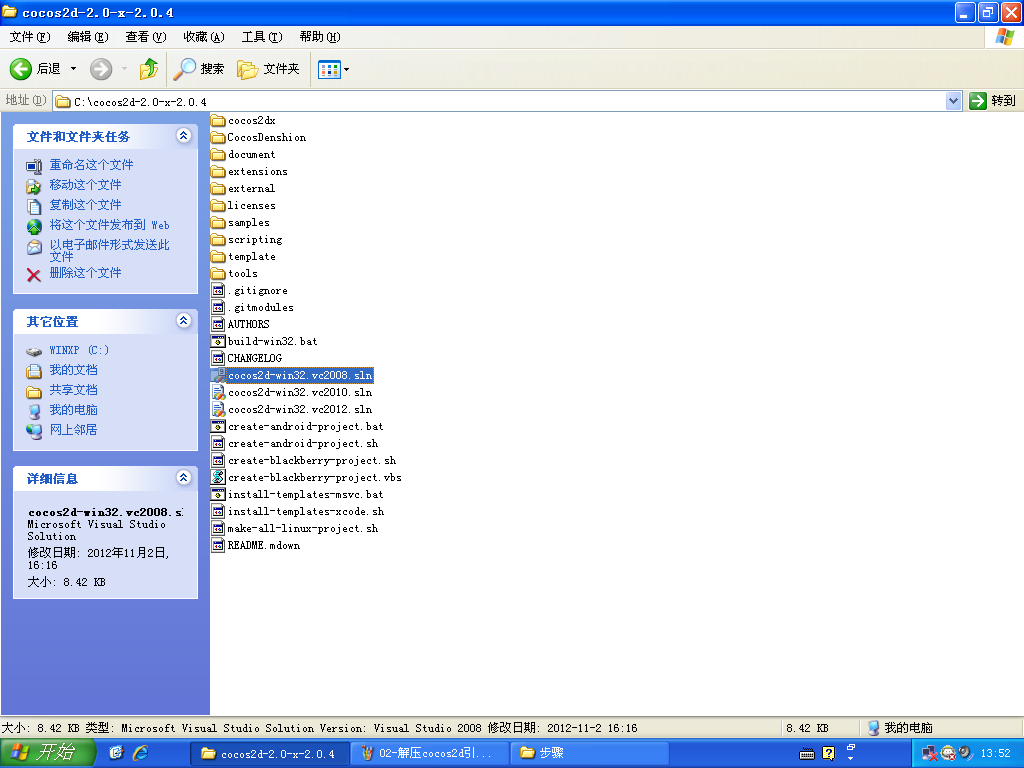 cocos2d-2.0-x-2.0.4
文件(F) 编辑(E) 查看(V) 收藏(A) 工具(T) 帮助(H)
后退 搜索 文件夹
地址(D) C:\cocos2d-2.0-x-2.0.4 转到
文件和文件夹任务
重命名这个文件
移动这个文件
复制这个文件
将这个文件发布到 Web
以电子邮件形式发送此
文件
删除这个文件
其它位置
WINXP (C:)
我的文档
共享文档
我的电脑
网上邻居
详细信息
cocos2d-win32.vc2008.s
Microsoft Visual Studio
Solution
修改日期: 2012年11月2日,
16:16
大小: 8.42 KB
cocos2dx
CocosDenshion
document
extensions
external
licenses
samples
scripting
template
tools
.gitignore
.gitmodules
AUTHORS
build-win32.bat
CHANGELOG
cocos2d-win32.vc2008.sln
cocos2d-win32.vc2010.sln
cocos2d-win32.vc2012.sln
create-android-project.bat
create-android-project.sh
create-blackberry-project.sh
create-blackberry-project.vbs
install-templates-msvc.bat
install-templates-xcode.sh
make-all-linux-project.sh
README.mdown
大小: 8.42 KB 类型: Microsoft Visual Studio Solution Version: Visual Studio 2008 修改日期: 2012-11-2 16:16 8.42 KB 我的电脑
开始 cocos2d-2.0-x-2.0.4 02-解压cocos2d引... 步骤 13:52